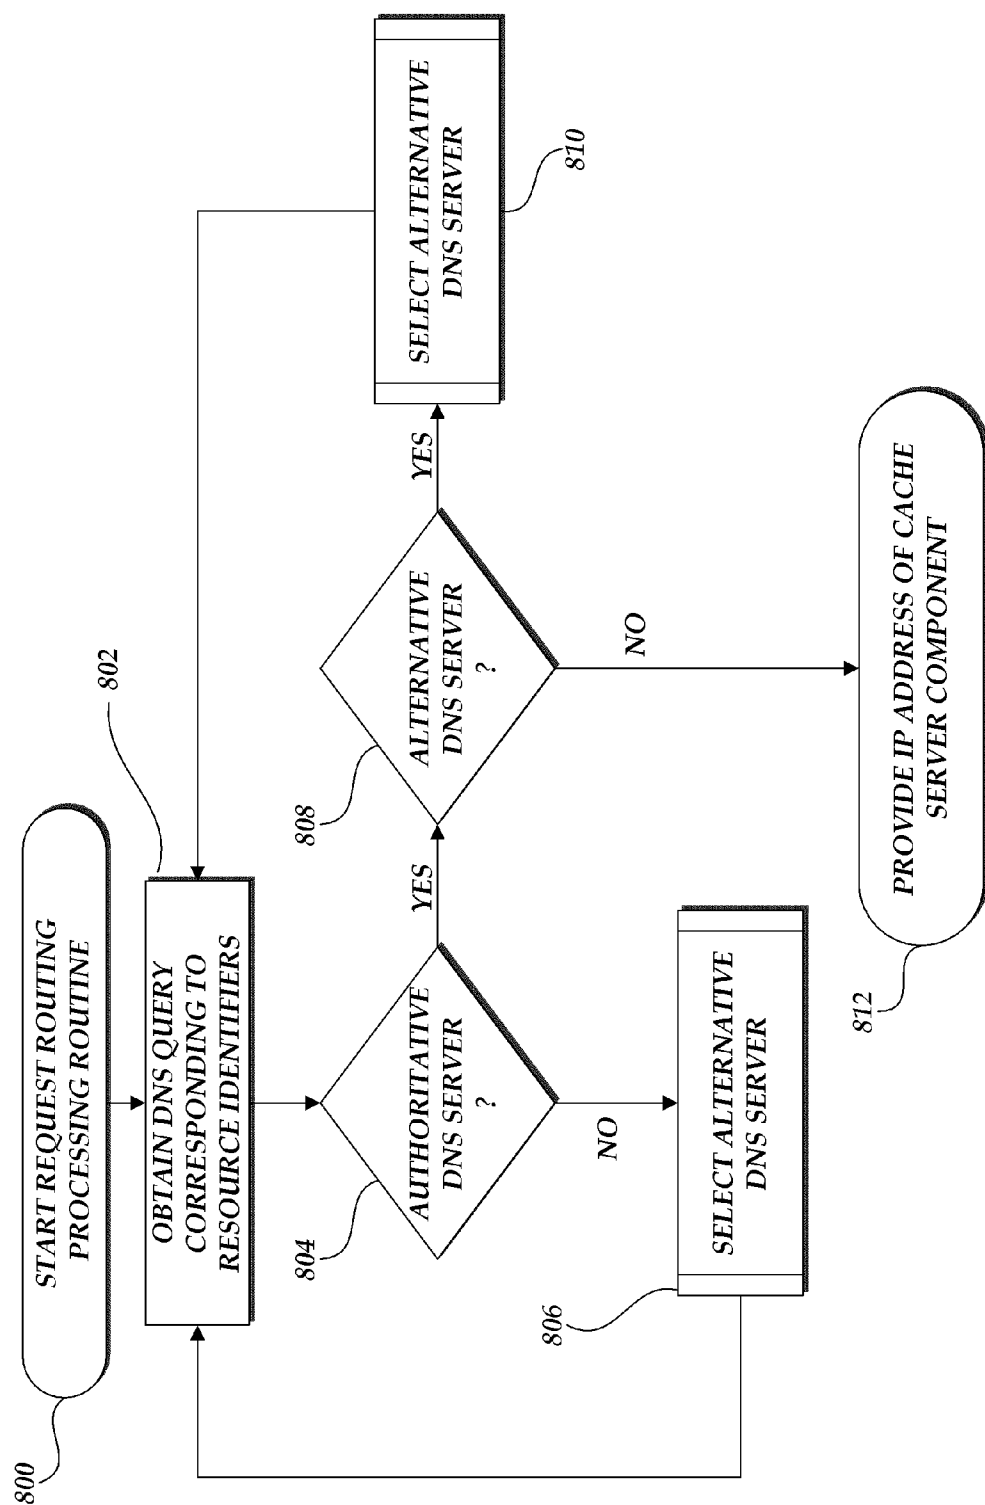 800
START REQUEST ROUTING
PROCESSING ROUTINE
802
OBTAIN DNS QUERY
CORRESPONDING TO
RESOURCE IDENTIFIERS
804
AUTHORITATIVE
DNS SERVER
?
YES
NO
806
SELECT ALTERNATIVE
DNS SERVER
808
ALTERNATIVE
DNS SERVER
?
YES
NO
810
SELECT ALTERNATIVE
DNS SERVER
812
PROVIDE IP ADDRESS OF CACHE
SERVER COMPONENT